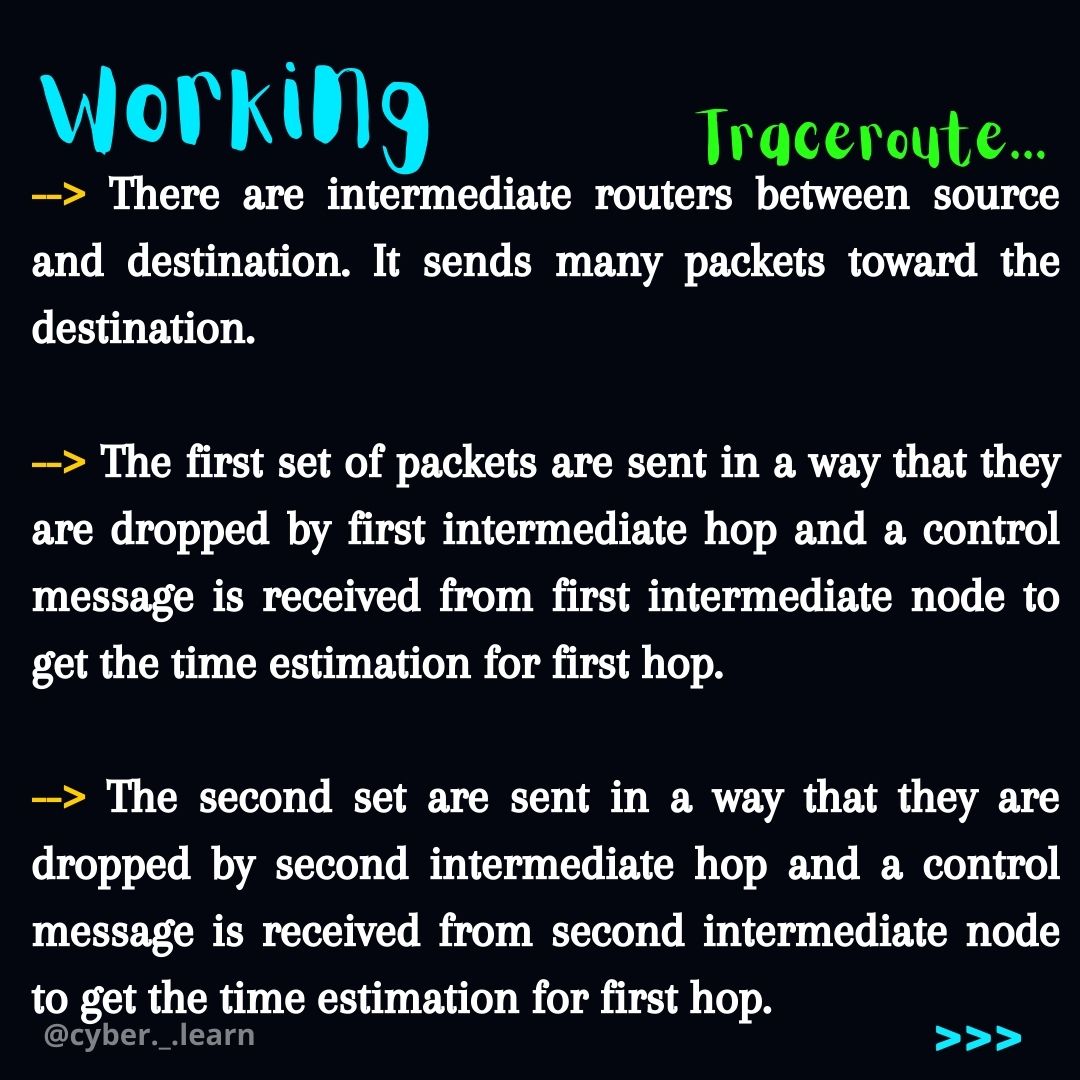 Working
Traceroute...
--> There are intermediate routers between source
and destination. It sends many packets toward the
destination.
--> The first set of packets are sent in a way that they
are dropped by first intermediate hop and a control
message is received from first intermediate node to
get the time estimation for first hop.
--> The second set are sent in a way that they are
dropped by second intermediate hop and a control
message is received from second intermediate node
to get the time estimation for first hop.
@cyber._.learn
>>>